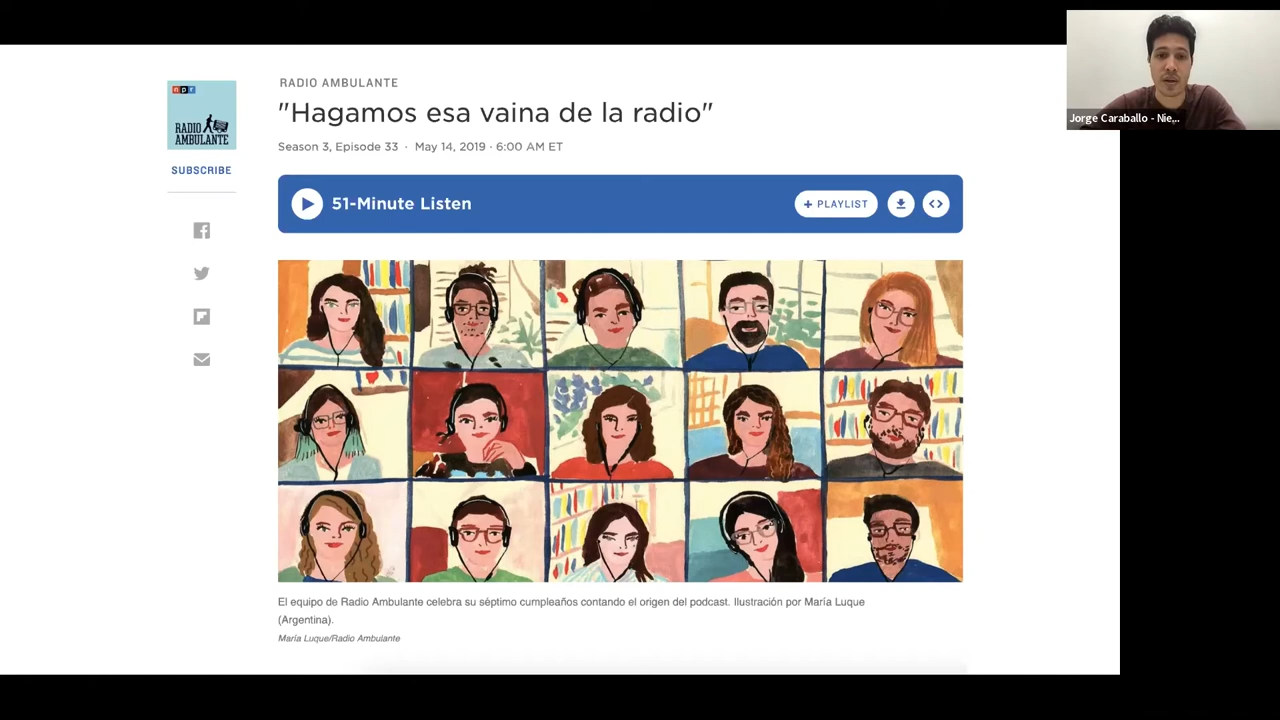 npr
RADIO
AMBULANTE
SUBSCRIBE
RADIO AMBULANTE
"Hagamos esa vaina de la radio"
Season 3, Episode 33 · May 14, 2019 · 6:00 AM ET
51-Minute Listen
+ PLAYLIST
El equipo de Radio Ambulante celebra su séptimo cumpleaños contando el origen del podcast. Ilustración por María Luque
(Argentina).
María Luque/Radio Ambulante
Jorge Caraballo - Nie...